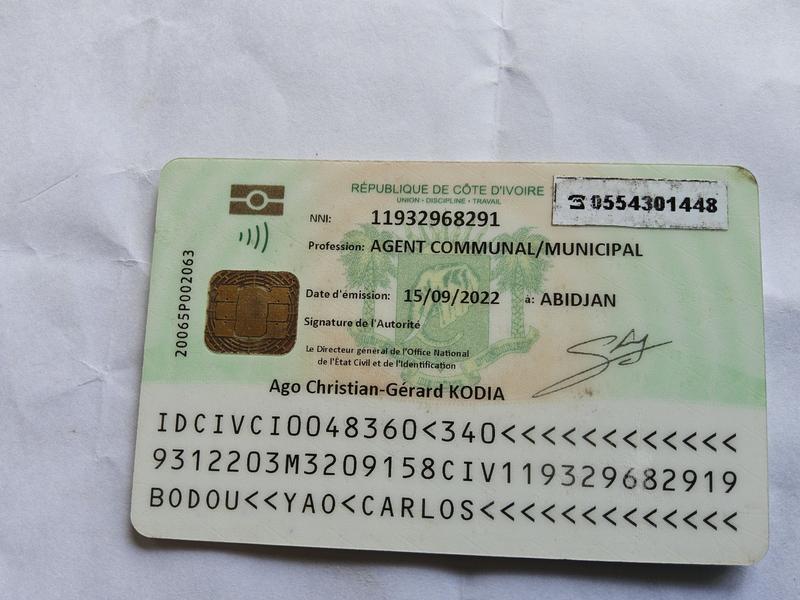 RÉPUBLIQUE DE CÔTE D'IVOIRE
UNION - DISCIPLINE - TRAVAIL
☎0554301448
NNI: 11932968291
Profession: AGENT COMMUNAL/MUNICIPAL
20065P002063
Date d'émission: 15/09/2022 à: ABIDJAN
Signature de l'Autorité
Le Directeur général de l'Office National
de l'État Civil et de l'Identification
Ago Christian-Gérard KODIA
IDCIVCI0048360<340<<<<<<<<<<<<
9312203M3209158CIV119329682919
BODOU<<YAO<CARLOS<<<<<<<<<<<<<